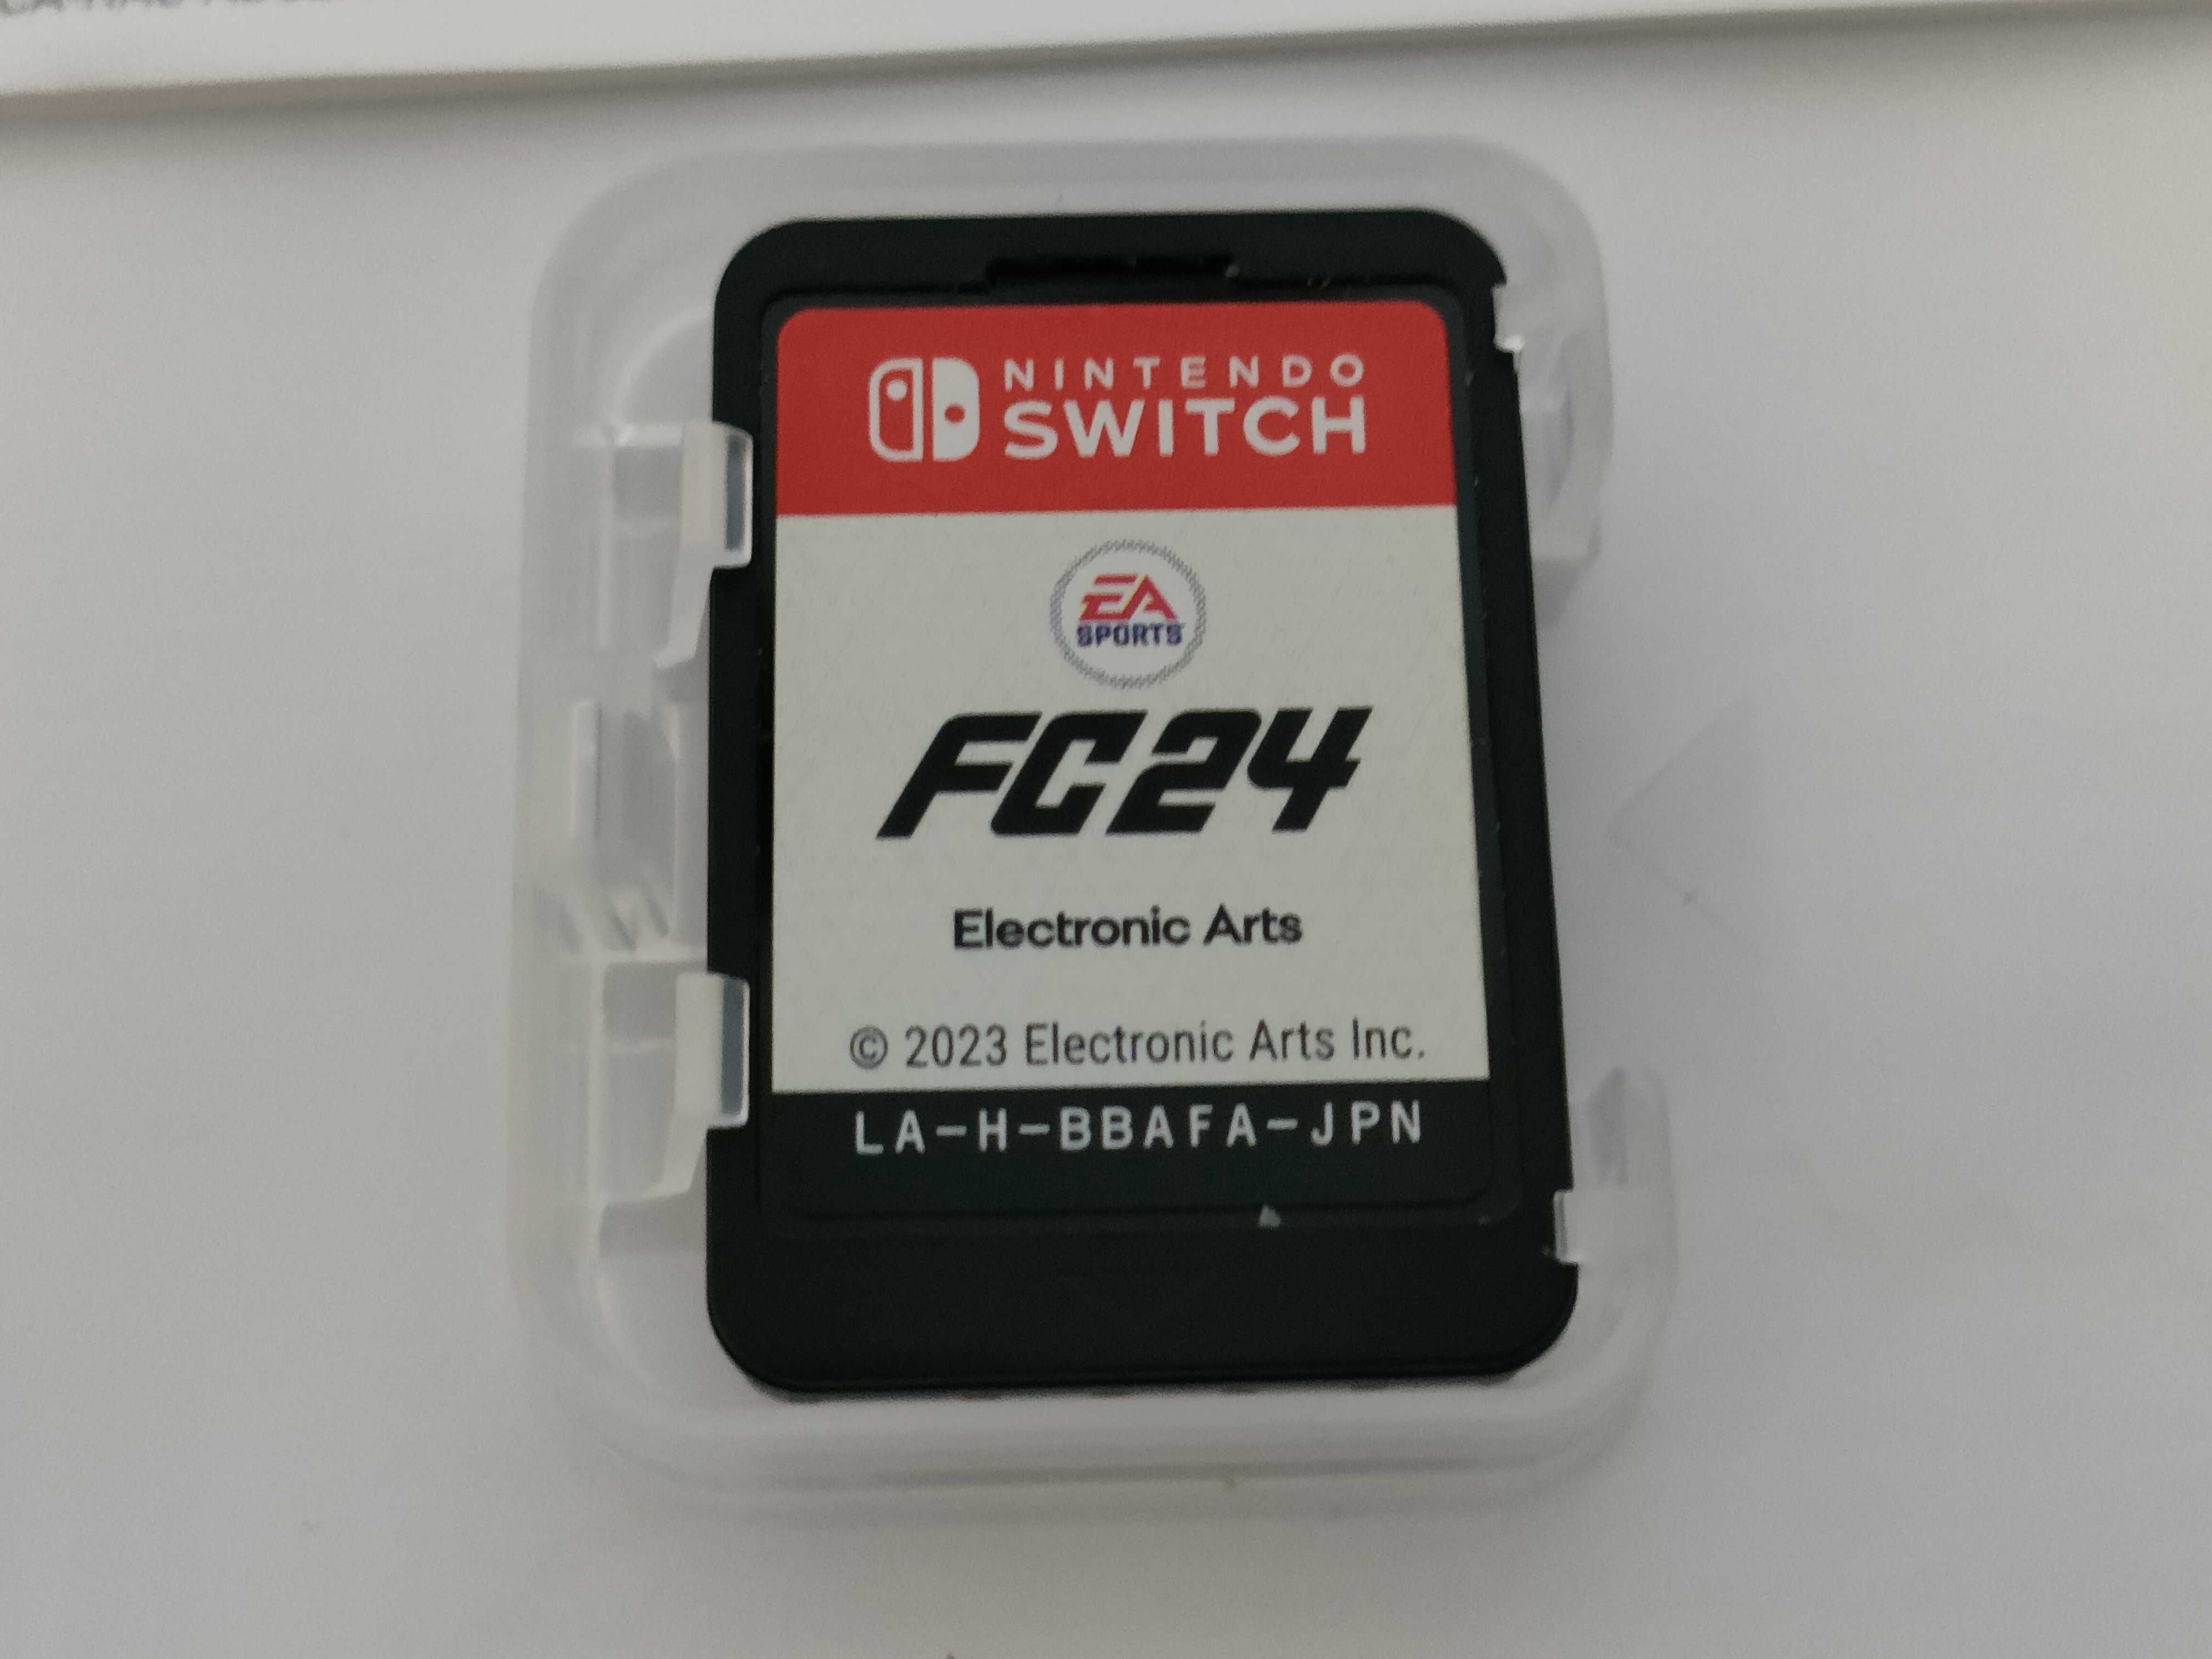 NINTENDO
SWITCH
EA
SPORTS
FC24
Electronic Arts
© 2023 Electronic Arts Inc.
LA-H-BBAFA-JPN